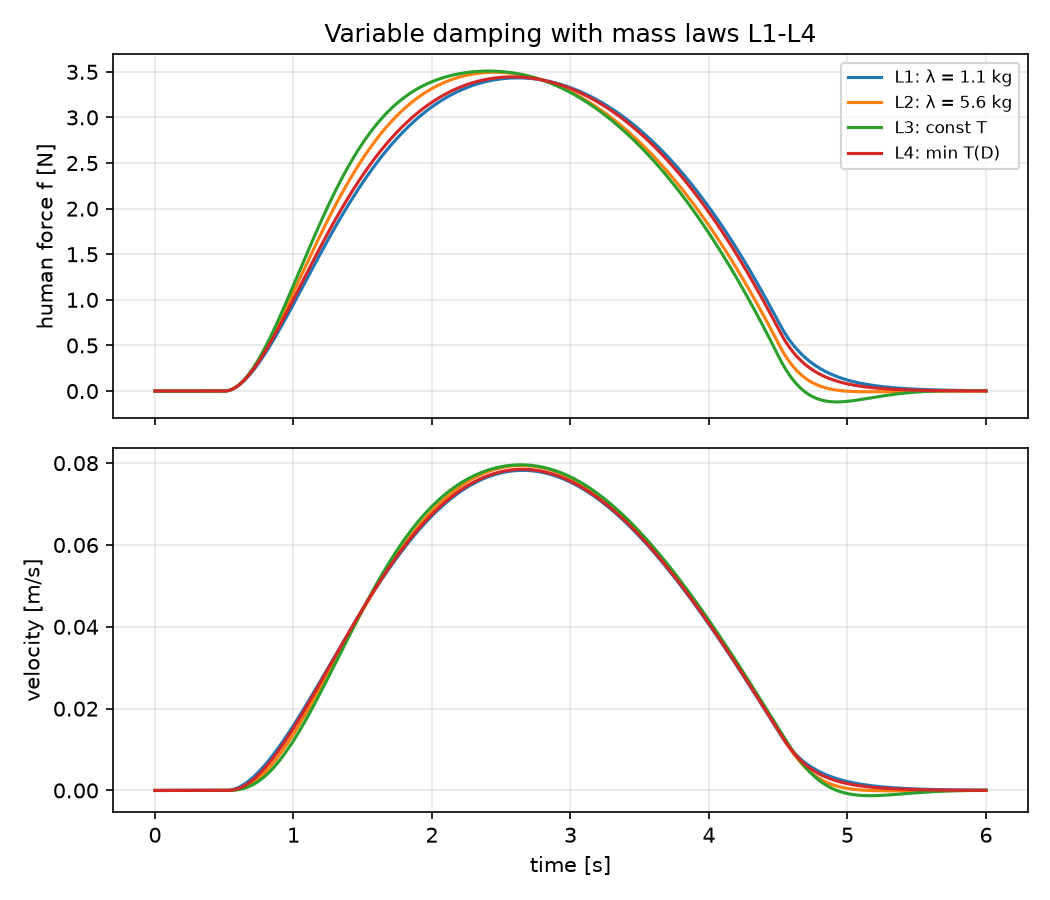 Variable damping with mass laws L1-L4
human force f [N]
3.5
3.0
2.5
2.0
1.5
1.0
0.5
0.0
L1: λ = 1.1 kg
L2: λ = 5.6 kg
L3: const T
L4: min T(D)
velocity [m/s]
0.08
0.06
0.04
0.02
0.00
0
1
2
3
4
5
6
time [s]